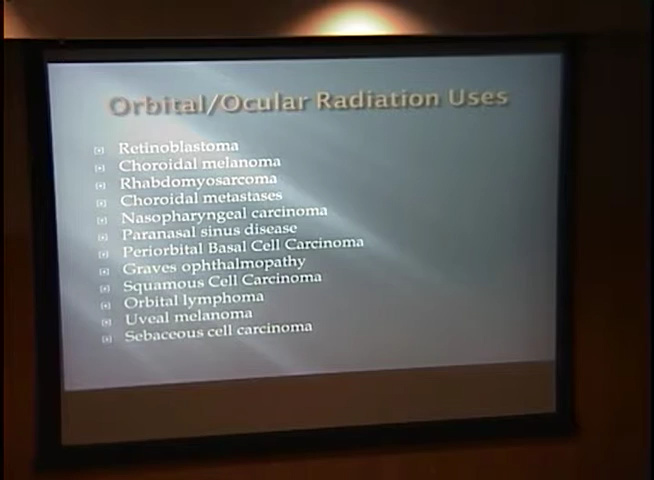 Orbital/Ocular Radiation Uses
Retinoblastoma
Choroidal melanoma
Rhabdomyosarcoma
Choroidal metastases
Nasopharyngeal carcinoma
Paranasal sinus disease
Periorbital Basal Cell Carcinoma
Graves ophthalmopathy
Squamous Cell Carcinoma
Orbital lymphoma
Uveal melanoma
Sebaceous cell carcinoma